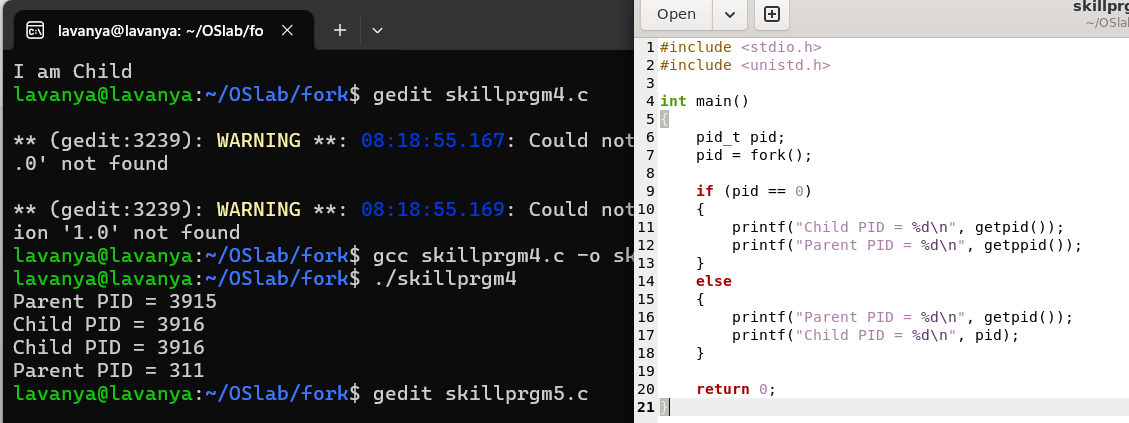 lavanya@lavanya: ~/OSlab/fo
I am Child
lavanya@lavanya:~/OSlab/fork$ gedit skillprgm4.c
** (gedit:3239): WARNING **: 08:18:55.167: Could not
.0' not found
** (gedit:3239): WARNING **: 08:18:55.169: Could not
ion '1.0' not found
lavanya@lavanya:~/OSlab/fork$ gcc skillprgm4.c -o sk
lavanya@lavanya:~/OSlab/fork$ ./skillprgm4
Parent PID = 3915
Child PID = 3916
Child PID = 3916
Parent PID = 311
lavanya@lavanya:~/OSlab/fork$ gedit skillprgm5.c
Open
skillprg
~/OSla
1 #include <stdio.h>
2 #include <unistd.h>
3
4 int main()
5 {
6     pid_t pid;
7     pid = fork();
8
9     if (pid == 0)
10     {
11         printf("Child PID = %d\n", getpid());
12         printf("Parent PID = %d\n", getppid());
13     }
14     else
15     {
16         printf("Parent PID = %d\n", getpid());
17         printf("Child PID = %d\n", pid);
18     }
19
20     return 0;
21 }